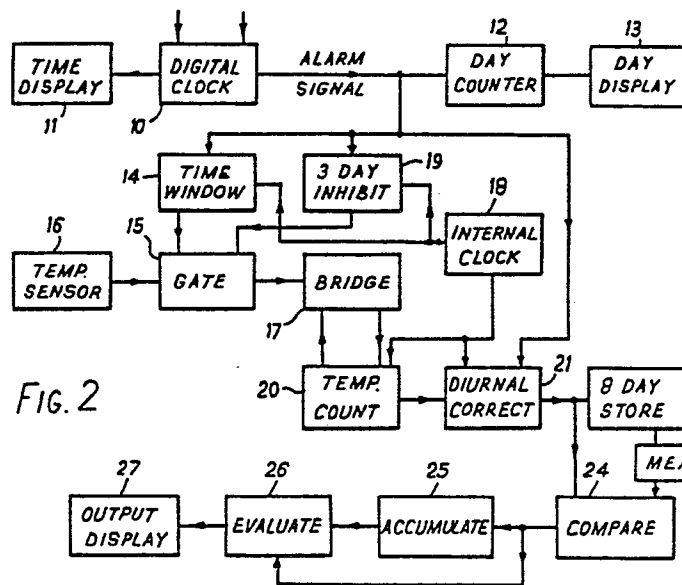 12
13
TIME DISPLAY
DIGITAL CLOCK
ALARM SIGNAL
DAY COUNTER
DAY DISPLAY
11
10
14
TIME WINDOW
3 DAY INHIBIT
19
18
16
15
INTERNAL CLOCK
TEMP. SENSOR
GATE
BRIDGE
17
FIG. 2
20
TEMP. COUNT
DIURNAL CORRECT
21
8 DAY STORE
27
26
25
24
OUTPUT DISPLAY
EVALUATE
ACCUMULATE
COMPARE